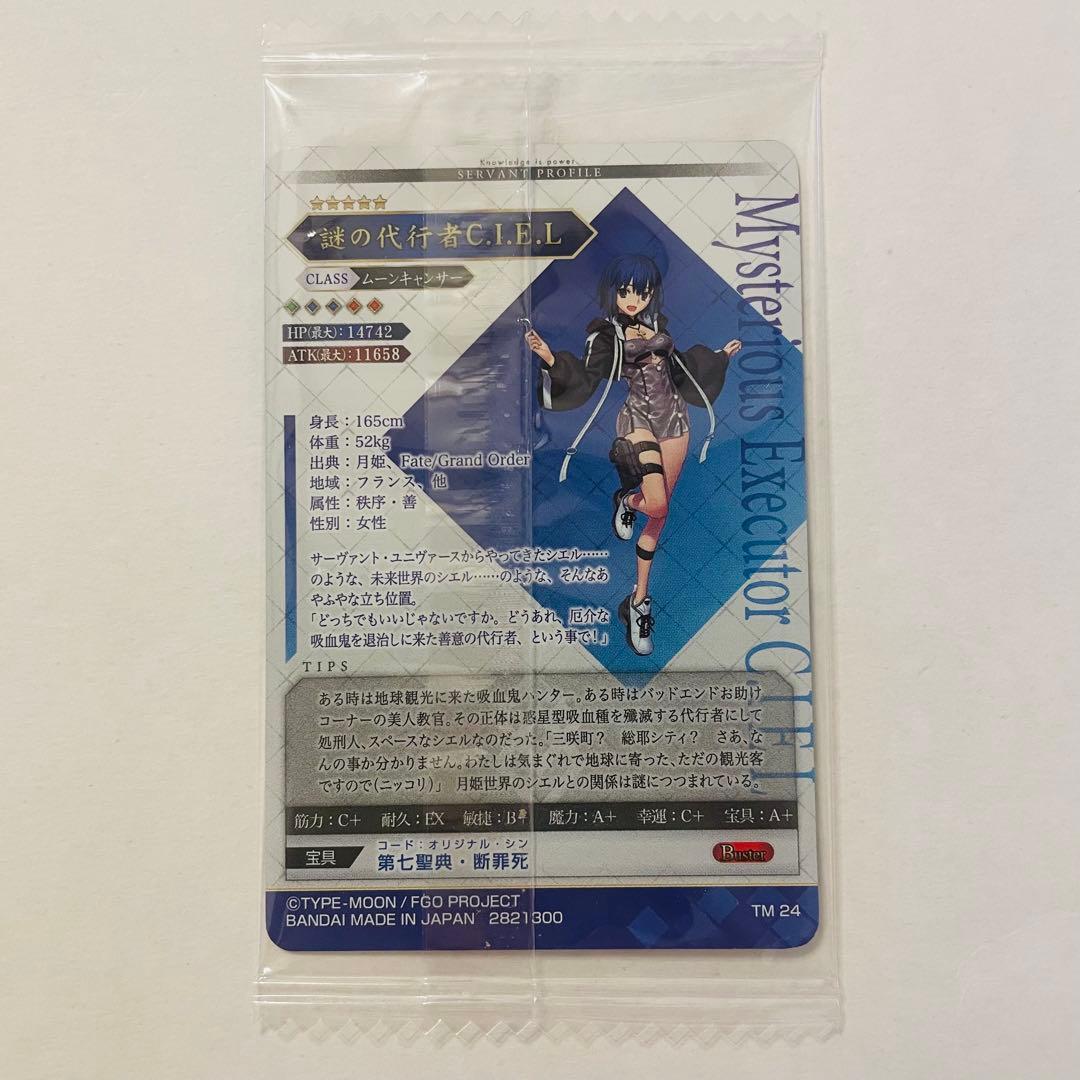 Knowledge is power.
SERVANT PROFILE
謎の代行者C.I.E.L
CLASS ムーンキャンサー
HP(最大):14742
ATK(最大):11658
身長:165cm
体重:52kg
出典:月姫、Fate/Grand Order
地域:フランス、他
属性:秩序・善
性別:女性
サーヴァント・ユニヴァースからやってきたシエル……
のような、未来世界のシエル……のような、そんなあ
やふやな立ち位置。
「どっちでもいいじゃないですか。どうあれ、厄介な
吸血鬼を退治しに来た善意の代行者、という事で!」
Mysterious Executor C.I.E.L
TIPS
ある時は地球観光に来た吸血鬼ハンター。ある時はバッドエンドお助け
コーナーの美人教官。その正体は惑星型吸血種を殲滅する代行者にして
処刑人、スペースなシエルなのだった。「三咲町? 総耶シティ? さあ、な
んの事か分かりません。わたしは気まぐれで地球に寄った、ただの観光客
ですので(ニッコリ)」 月姫世界のシエルとの関係は謎につつまれている。
筋力:C+ 耐久:EX 敏捷:B+ 魔力:A+ 幸運:C+ 宝具:A+
コード:オリジナル・シン
宝具 第七聖典・断罪死 Buster
©TYPE-MOON / FGO PROJECT
BANDAI MADE IN JAPAN 2821300
TM 24